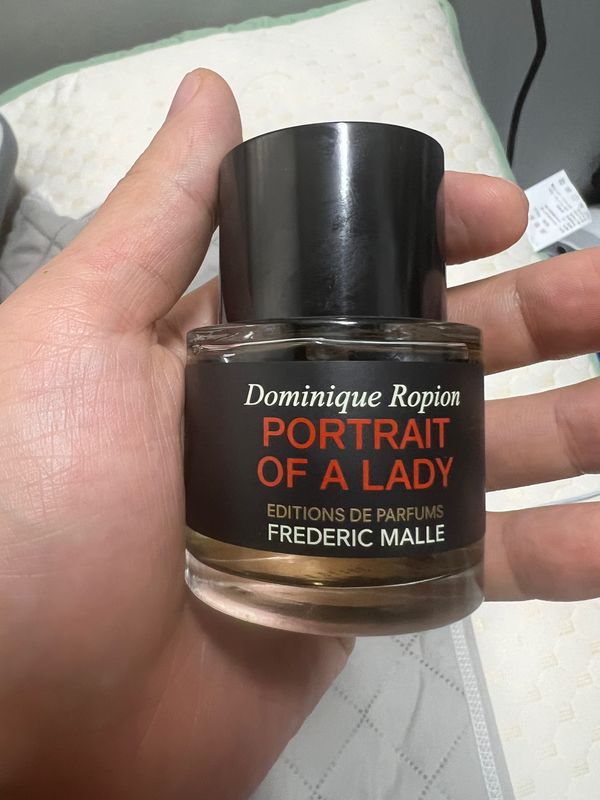 Dominique Ropion
PORTRAIT
OF A LADY
EDITIONS DE PARFUMS
FREDERIC MALLE